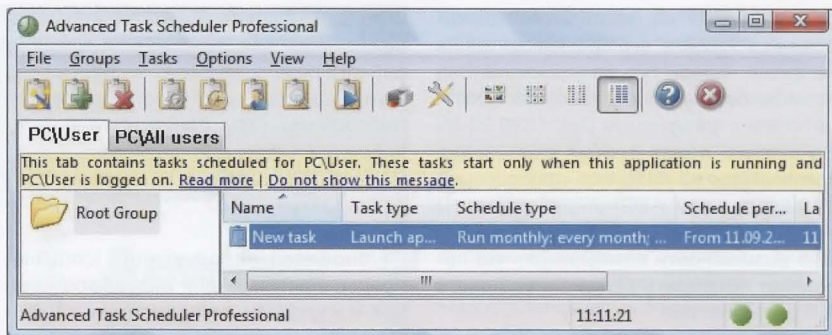 Advanced Task Scheduler Professional
File Groups Tasks Options View Help
PC\User PC\All users
This tab contains tasks scheduled for PC\User. These tasks start only when this application is running and
PC\User is logged on. Read more | Do not show this message.
Root Group
Name Task type Schedule type Schedule per... La
New task Launch ap... Run monthly: every month; ... From 11.09.2... 11
Advanced Task Scheduler Professional 11:11:21